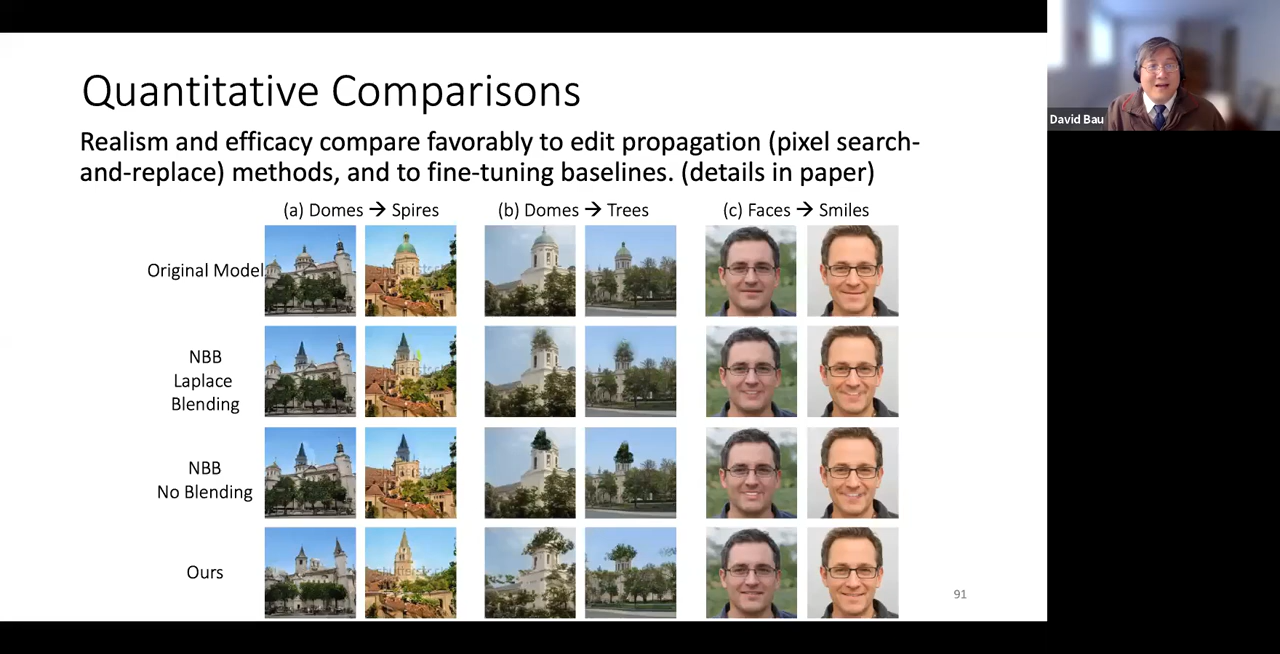 Quantitative Comparisons
Realism and efficacy compare favorably to edit propagation (pixel search-
and-replace) methods, and to fine-tuning baselines. (details in paper)
(a) Domes → Spires
(b) Domes → Trees
(c) Faces → Smiles
Original Model
NBB
Laplace
Blending
NBB
No Blending
Ours
91
David Bau